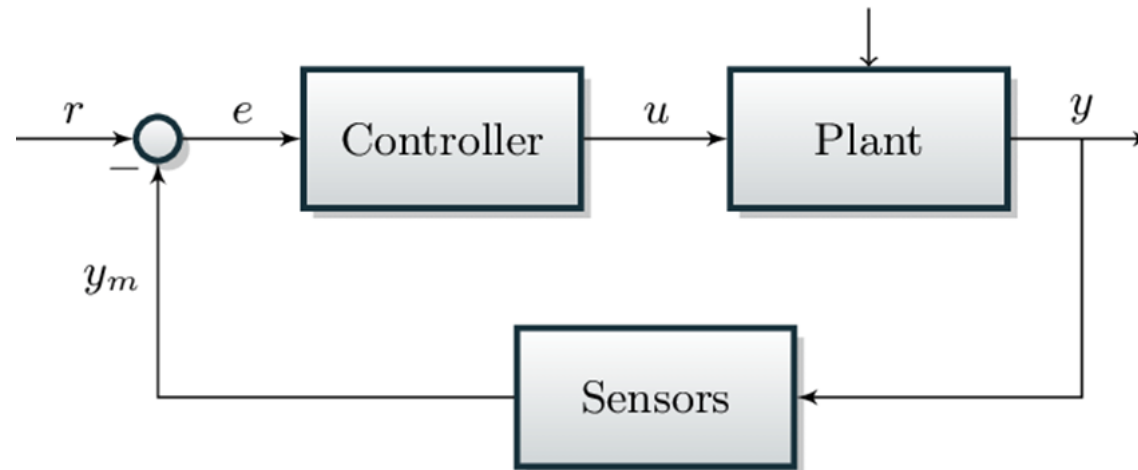 r
e
Controller
u
Plant
y
−
y_m
Sensors